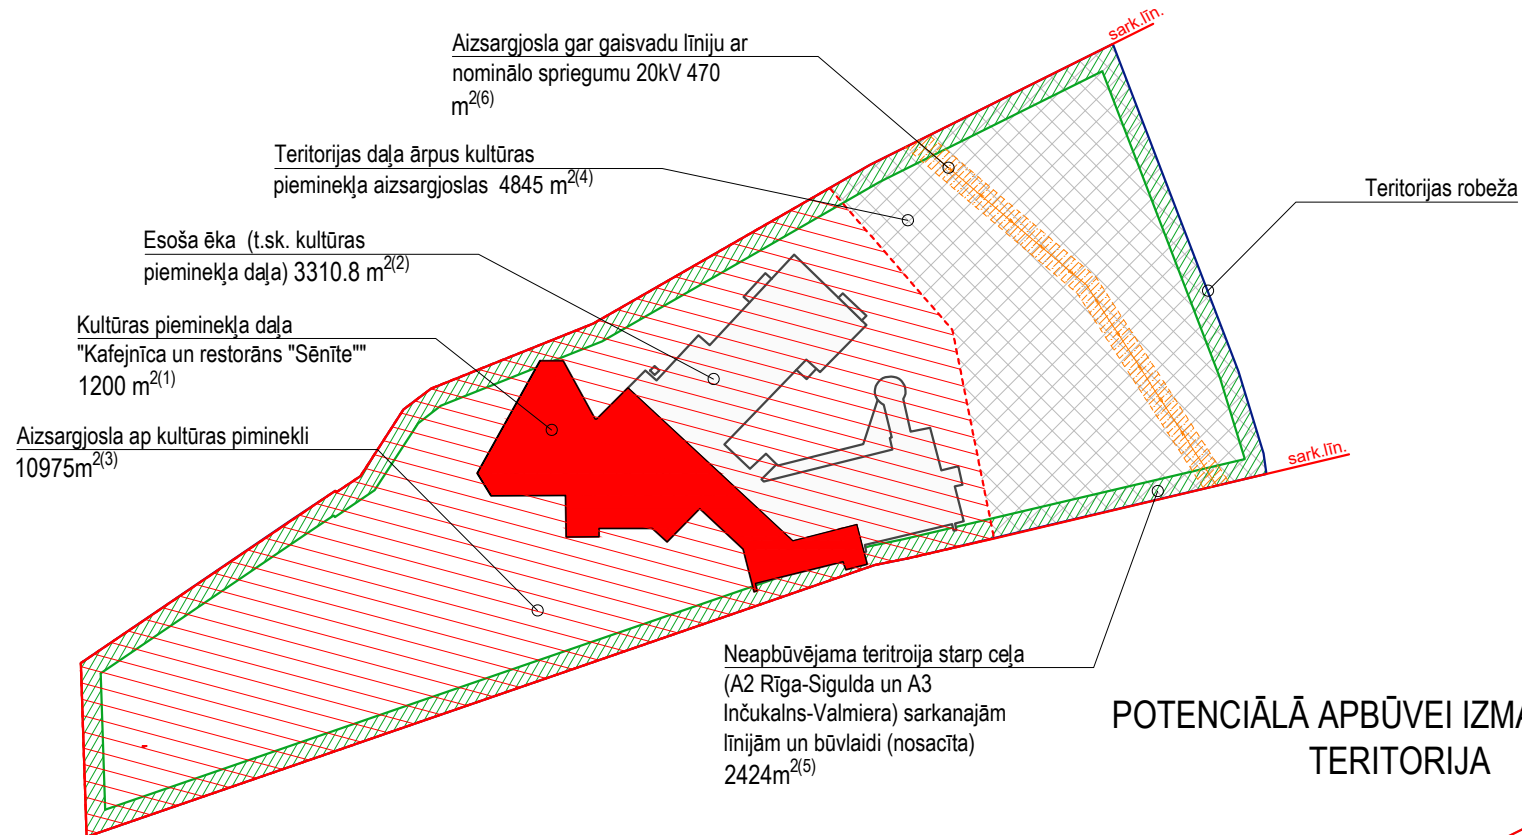 sark.līn.
Aizsargjosla gar gaisvadu līniju ar
nominālo spriegumu 20kV 470
m²⁽⁶⁾
Teritorijas daļa ārpus kultūras
pieminekļa aizsargjoslas 4845 m²⁽⁴⁾
Teritorijas robeža
Esoša ēka (t.sk. kultūras
pieminekļa daļa) 3310.8 m²⁽²⁾
Kultūras pieminekļa daļa
"Kafejnīca un restorāns "Sēnīte""
1200 m²⁽¹⁾
Aizsargjosla ap kultūras piminekli
10975m²⁽³⁾
sark.līn.
Neapbūvējama teritroija starp ceļa
(A2 Rīga-Sigulda un A3
Inčukalns-Valmiera) sarkanajām
līnijām un būvlaidi (nosacīta)
2424m²⁽⁵⁾
POTENCIĀLĀ APBŪVEI
TERITORIJA